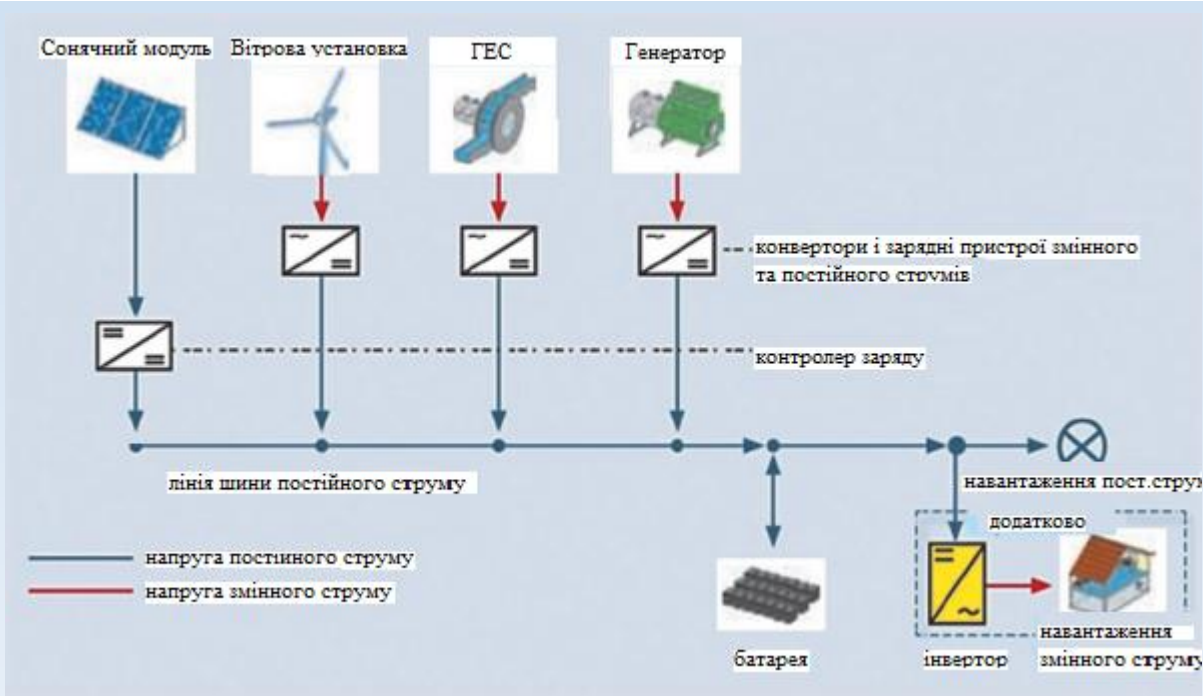 Сонячний модуль
Вітрова установка
ГЕС
Генератор
конвертори і зарядні пристрої змінного
та постійного струмів
контролер заряду
лінія шини постійного струму
навантаження пост.струм
додатково
напруга постійного струму
напруга змінного струму
батарея
інвертор
навантаження
змінного струму